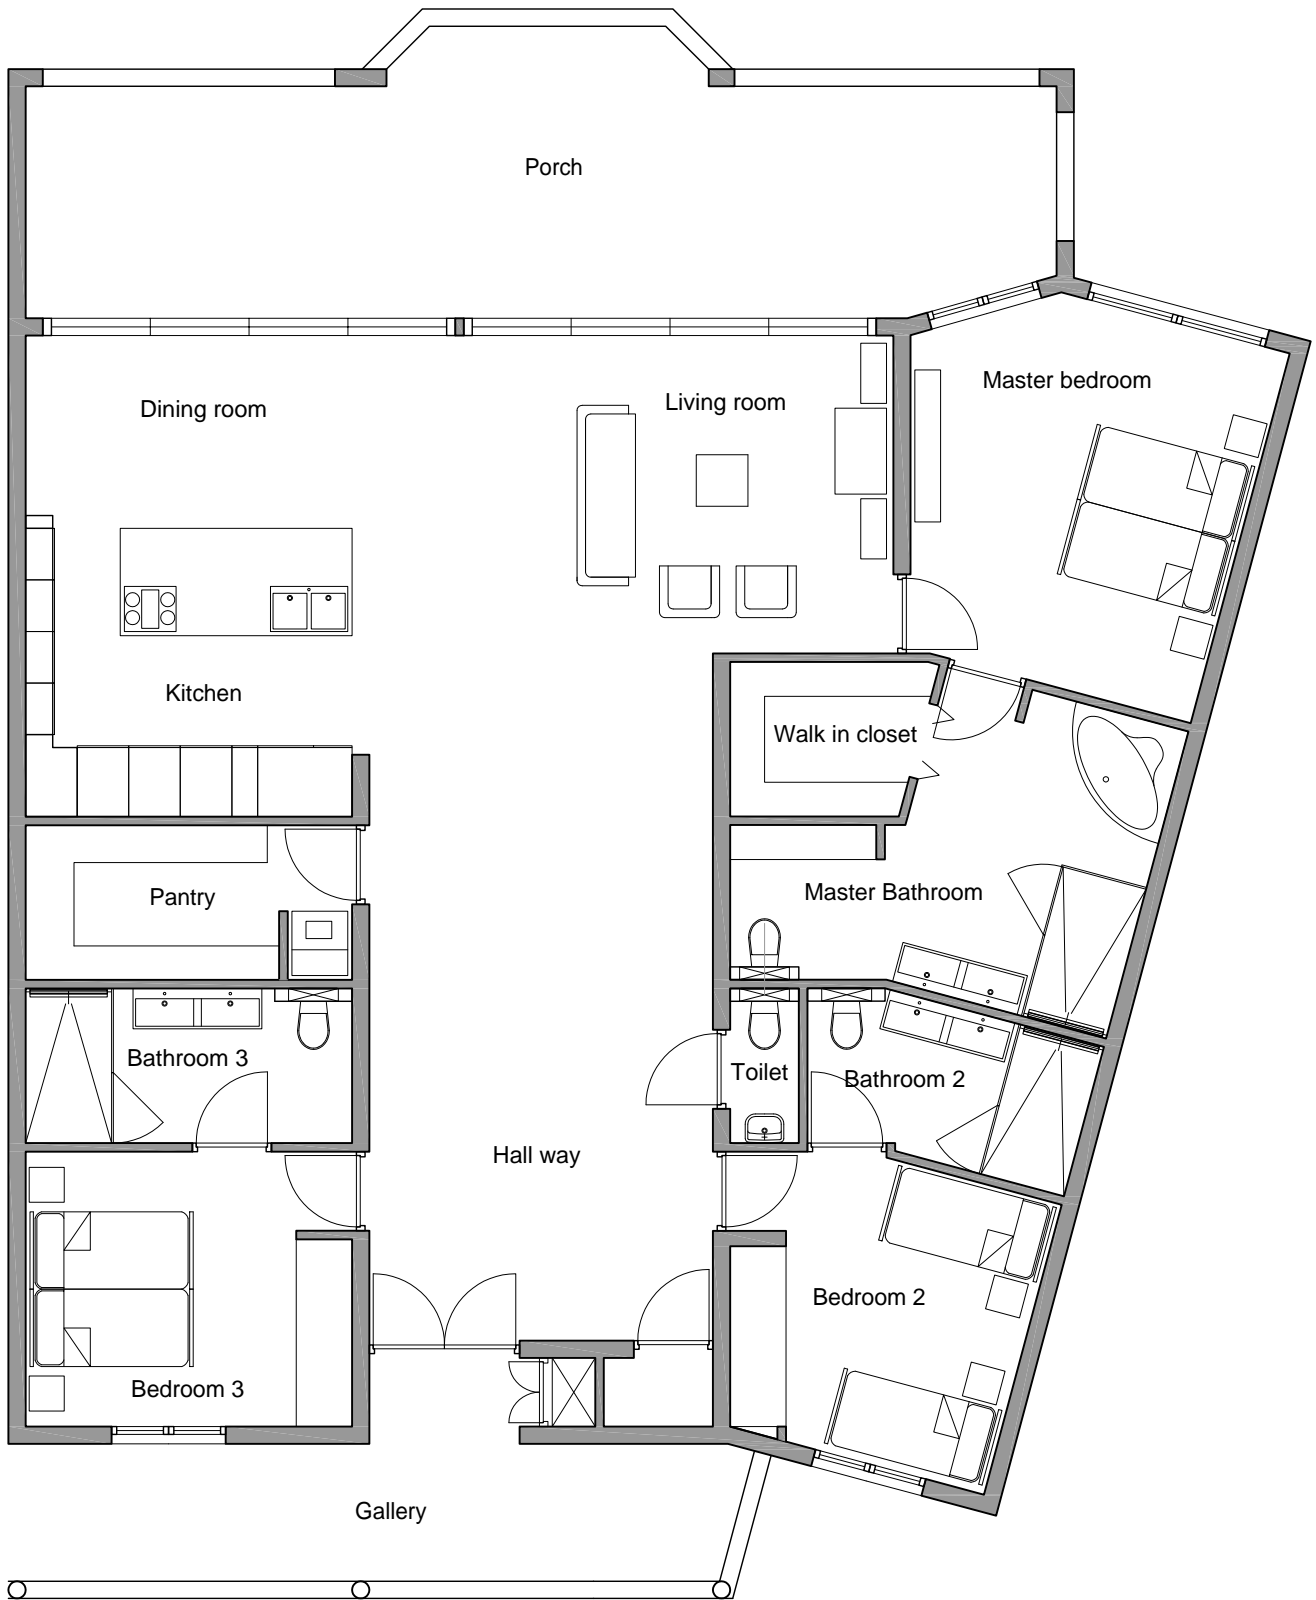 Porch
Master bedroom
Living room
Dining room
Kitchen
Walk in closet
Master Bathroom
Pantry
Bathroom 3
Toilet
Bathroom 2
Hall way
Bedroom 2
Bedroom 3
Gallery